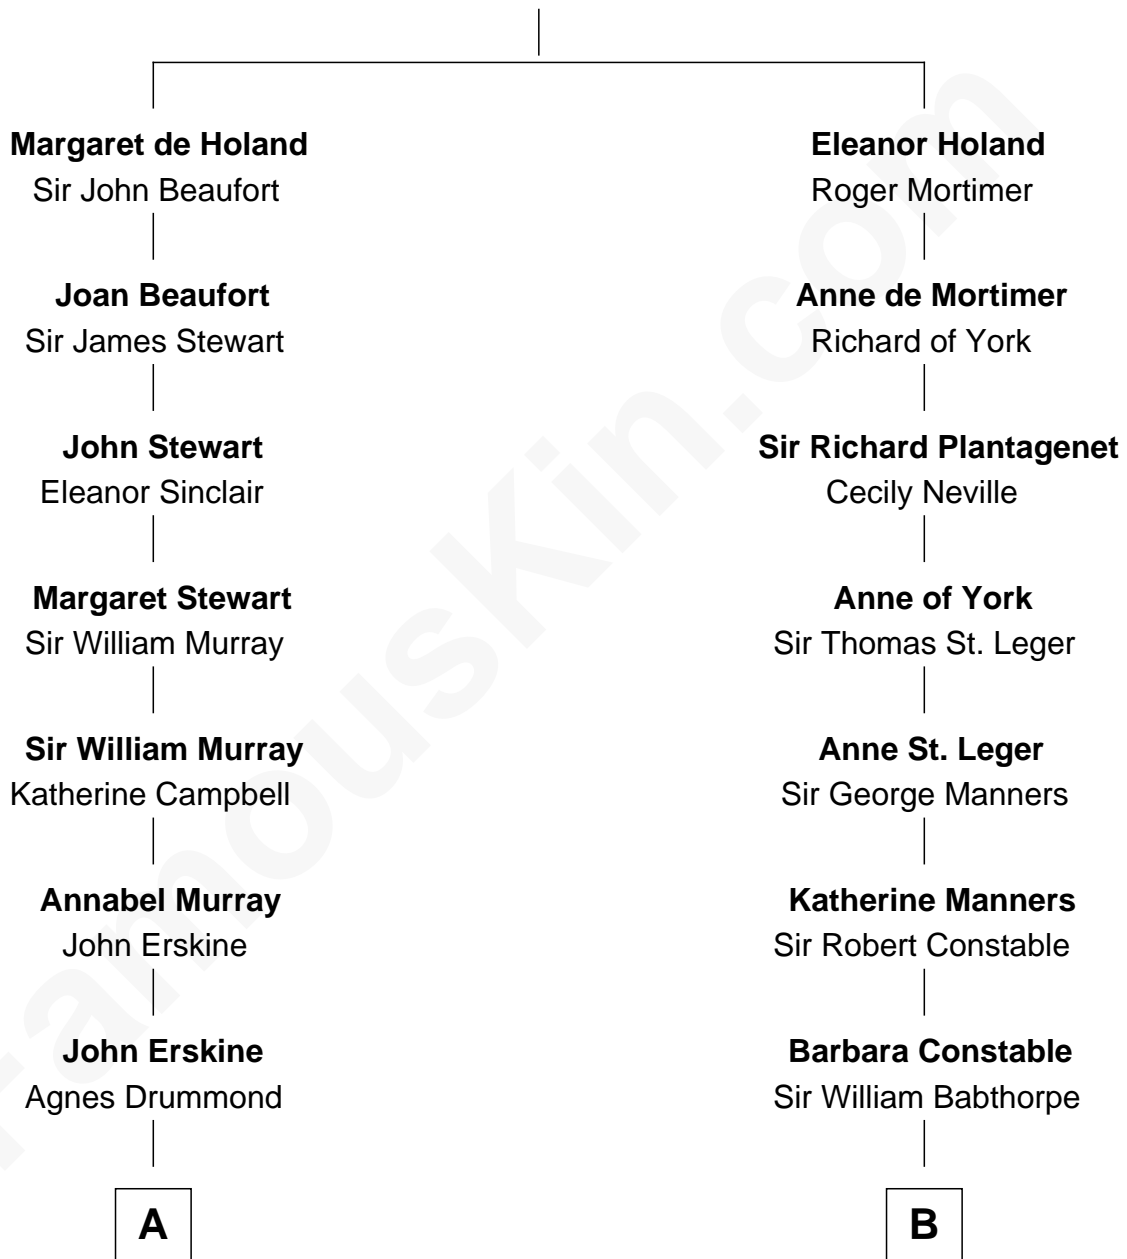 Margaret de Holand
Sir John Beaufort
Joan Beaufort
Sir James Stewart
John Stewart
Eleanor Sinclair
Margaret Stewart
Sir William Murray
Sir William Murray
Katherine Campbell
Annabel Murray
John Erskine
John Erskine
Agnes Drummond
A
Eleanor Holand
Roger Mortimer
Anne de Mortimer
Richard of York
Sir Richard Plantagenet
Cecily Neville
Anne of York
Sir Thomas St. Leger
Anne St. Leger
Sir George Manners
Katherine Manners
Sir Robert Constable
Barbara Constable
Sir William Babthorpe
B
FamousKin.com